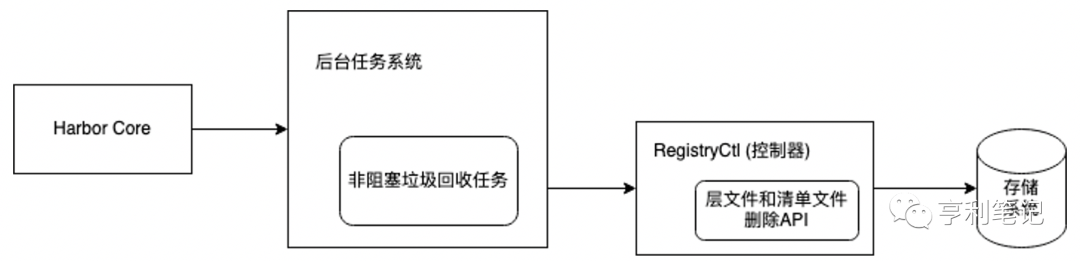 Harbor Core
后台任务系统
非阻塞垃圾回收任务
RegistryCtl (控制器)
层文件和清单文件
删除API
存储
系统
亨利笔记